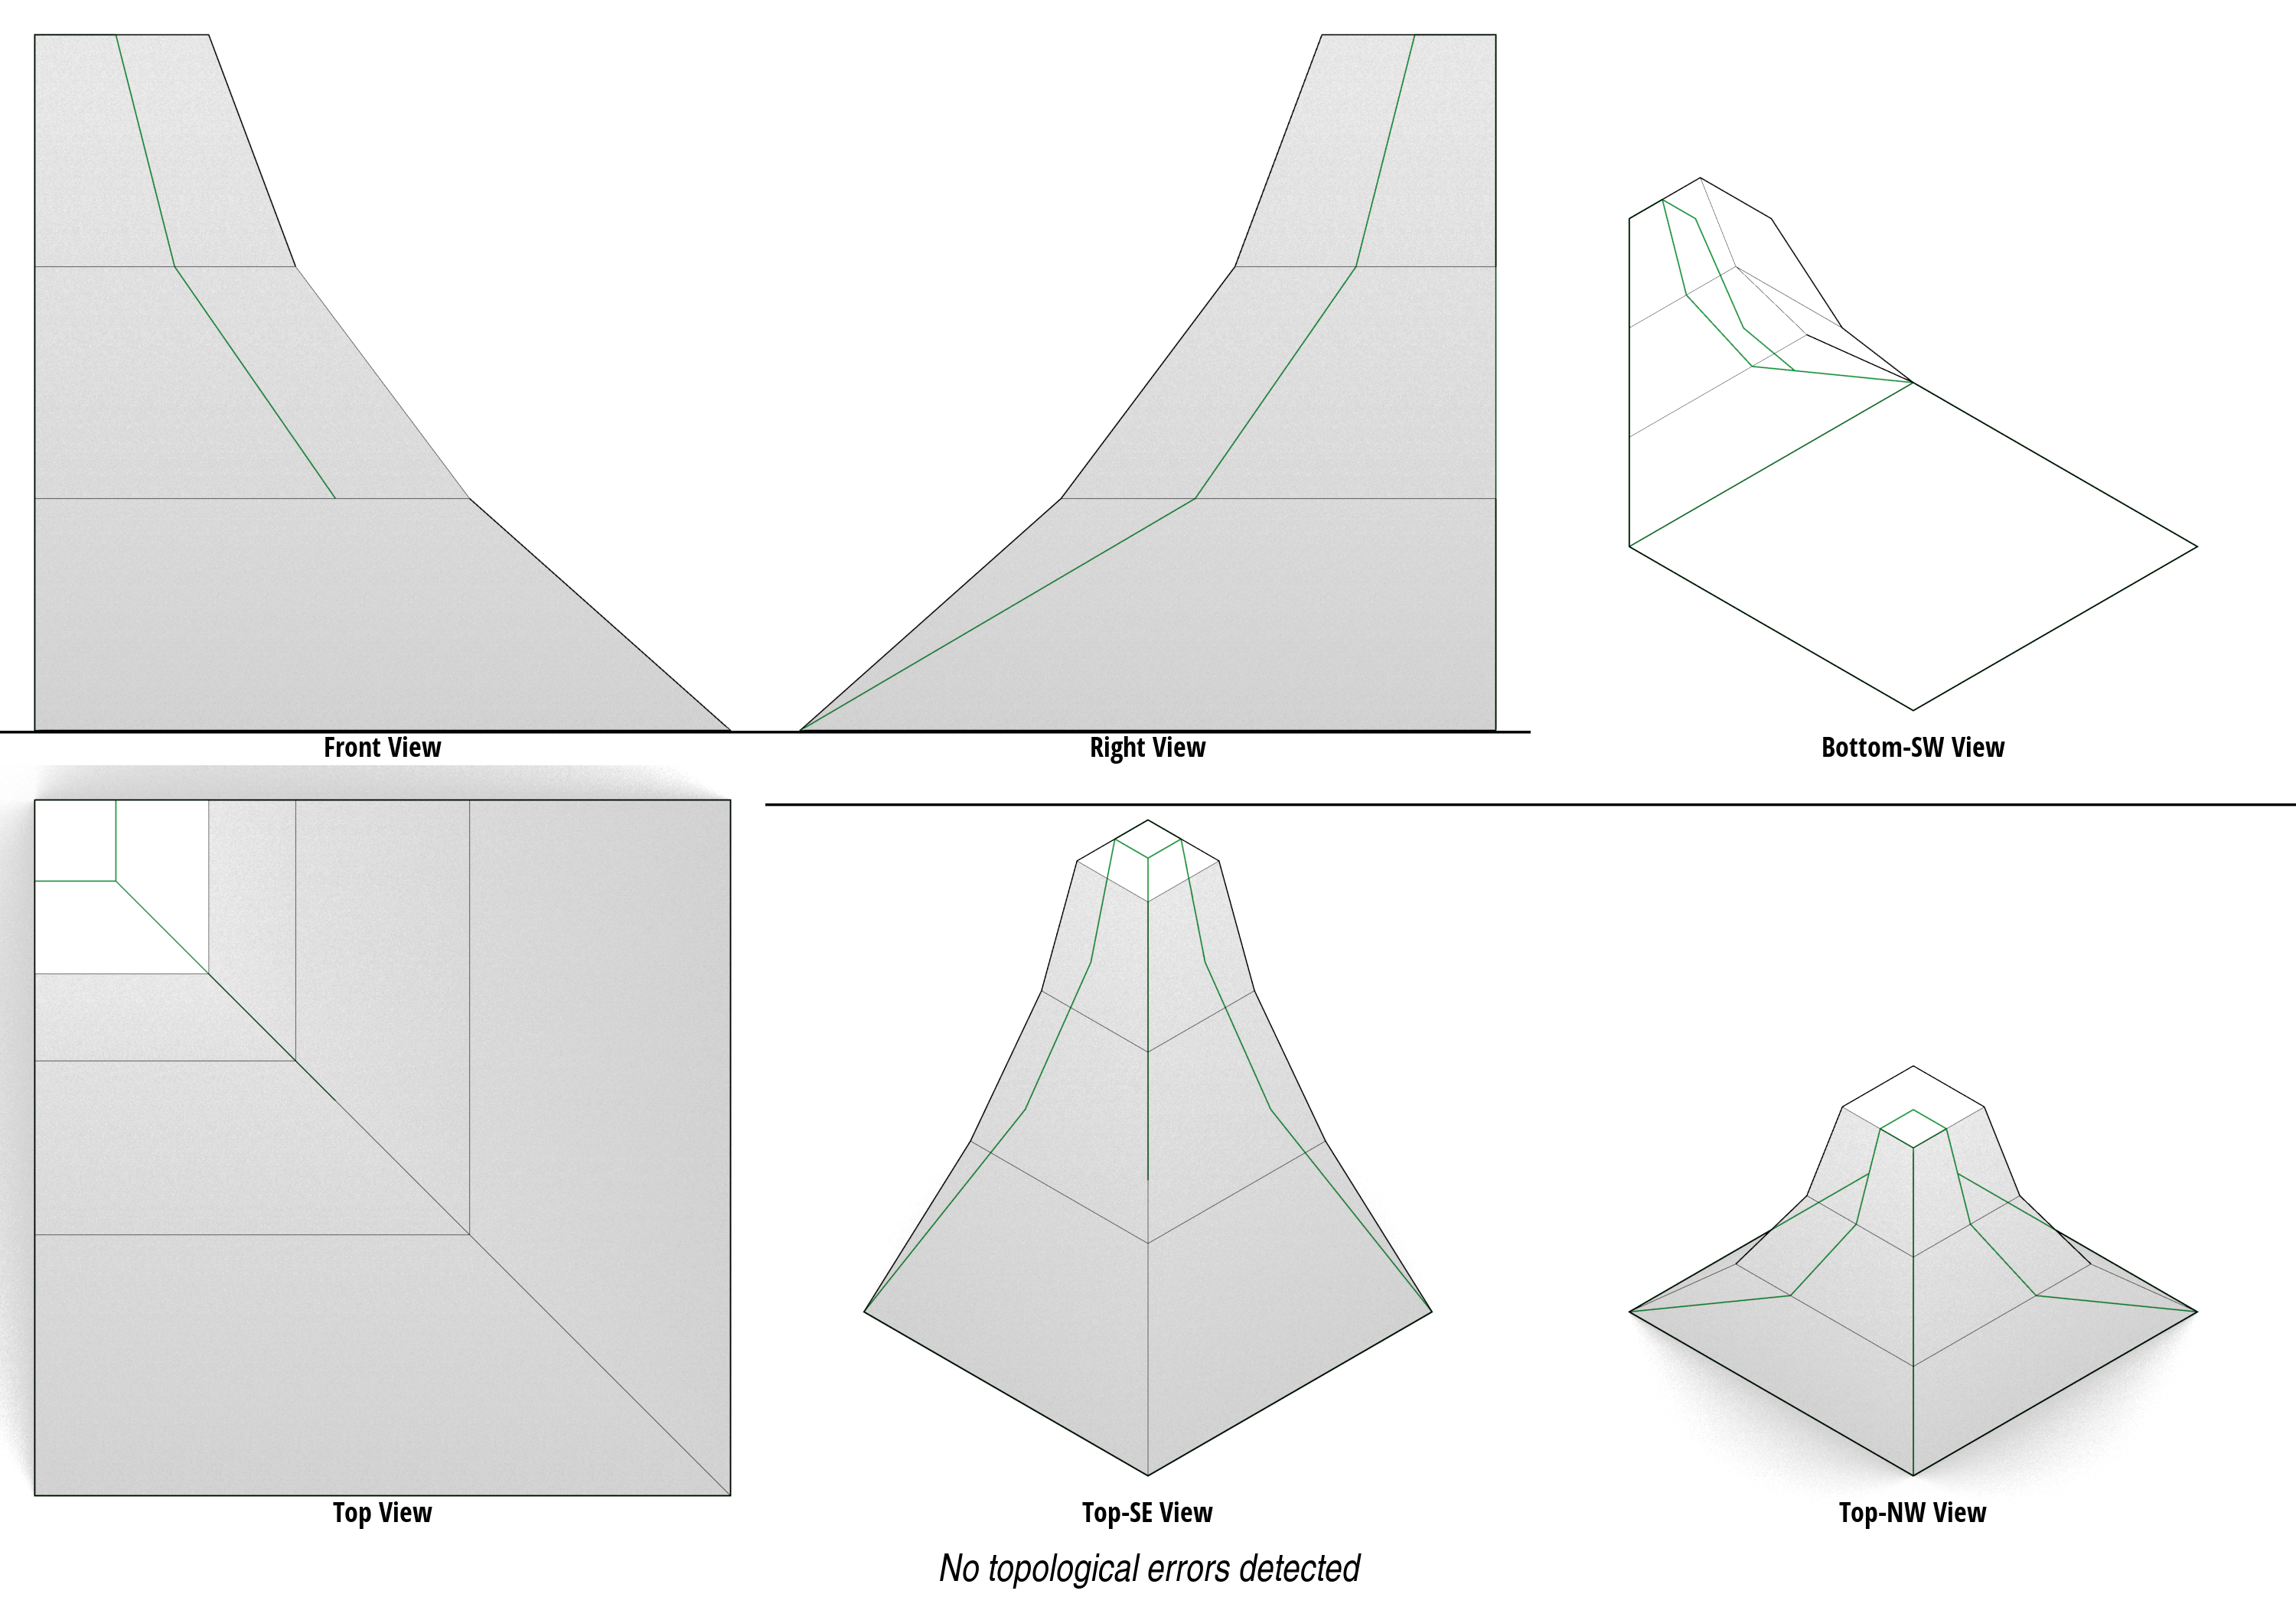 Front View
Right View
Bottom-SW View
Top View
Top-SE View
Top-NW View
No topological errors detected